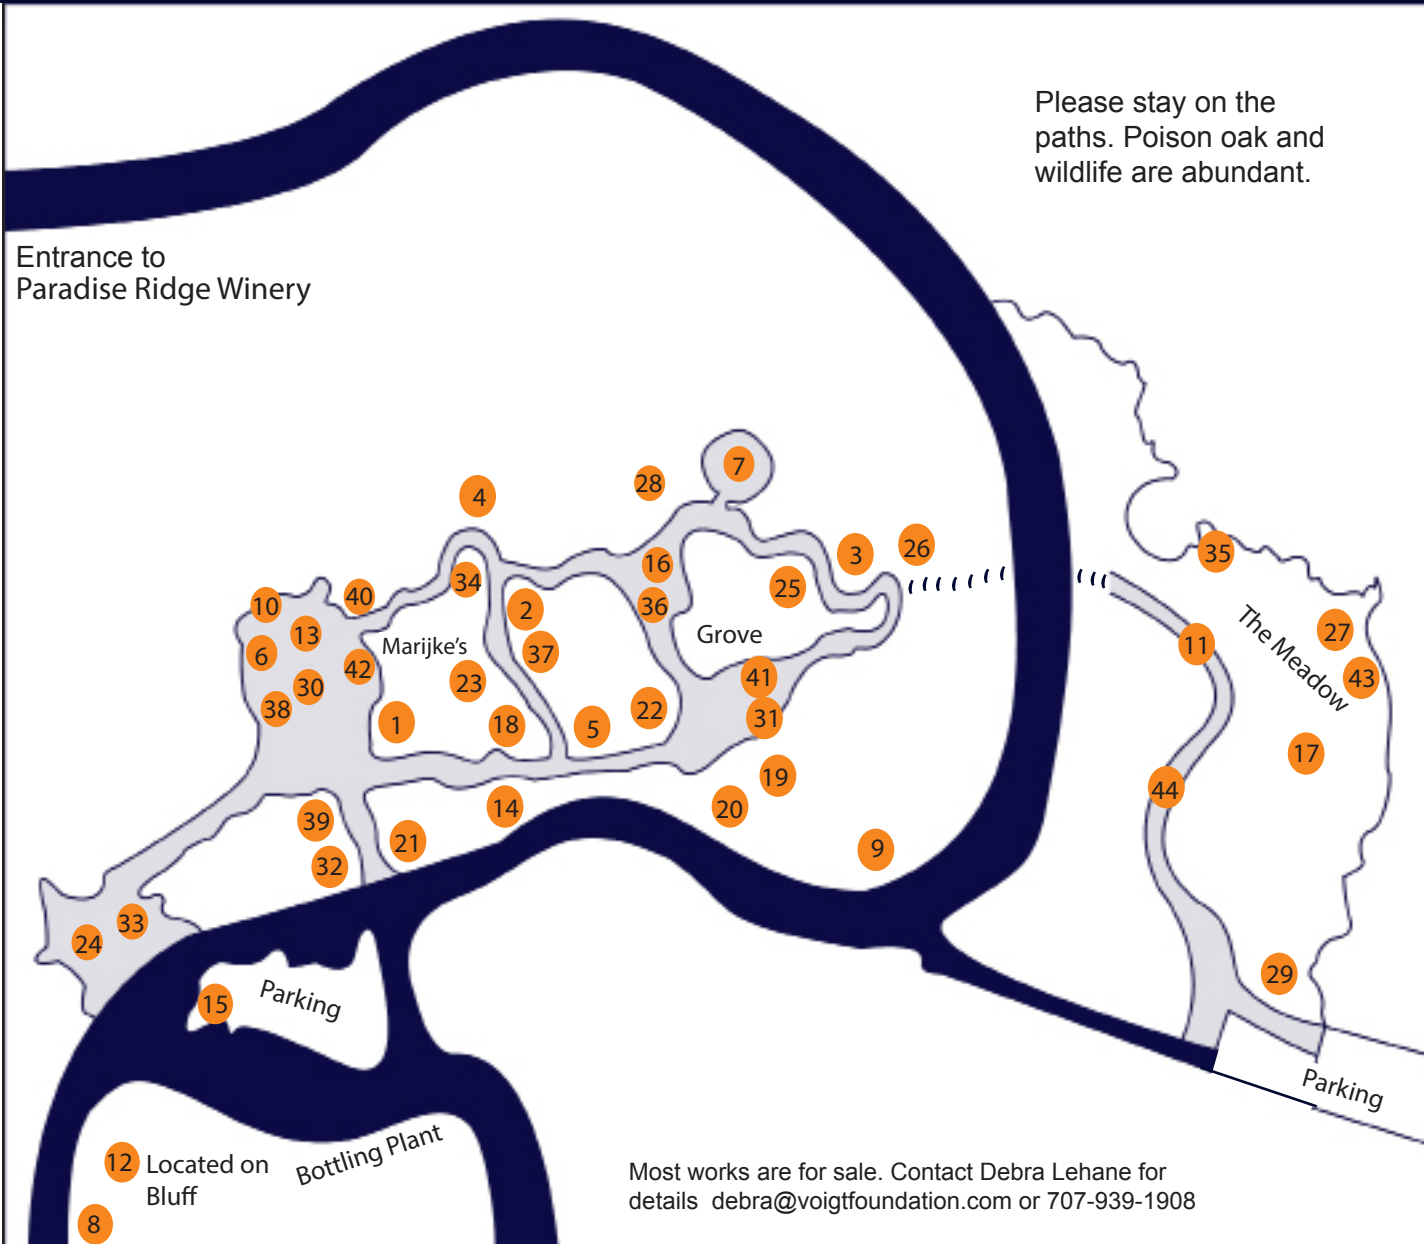 Please stay on the
paths. Poison oak and
wildlife are abundant.
Entrance to
Paradise Ridge Winery
7
28
4
3
26
35
16
25
34
40
10
2
36
27
13
Grove
The Meadow
11
Marijke's
6
37
42
41
43
23
30
38
22
31
1
18
5
17
19
44
14
20
39
21
9
32
33
24
29
15
Parking
Parking
Bottling Plant
12
Located on
Bluff
8
Most works are for sale. Contact Debra Lehane for
details debra@voigtfoundation.com or 707-939-1908